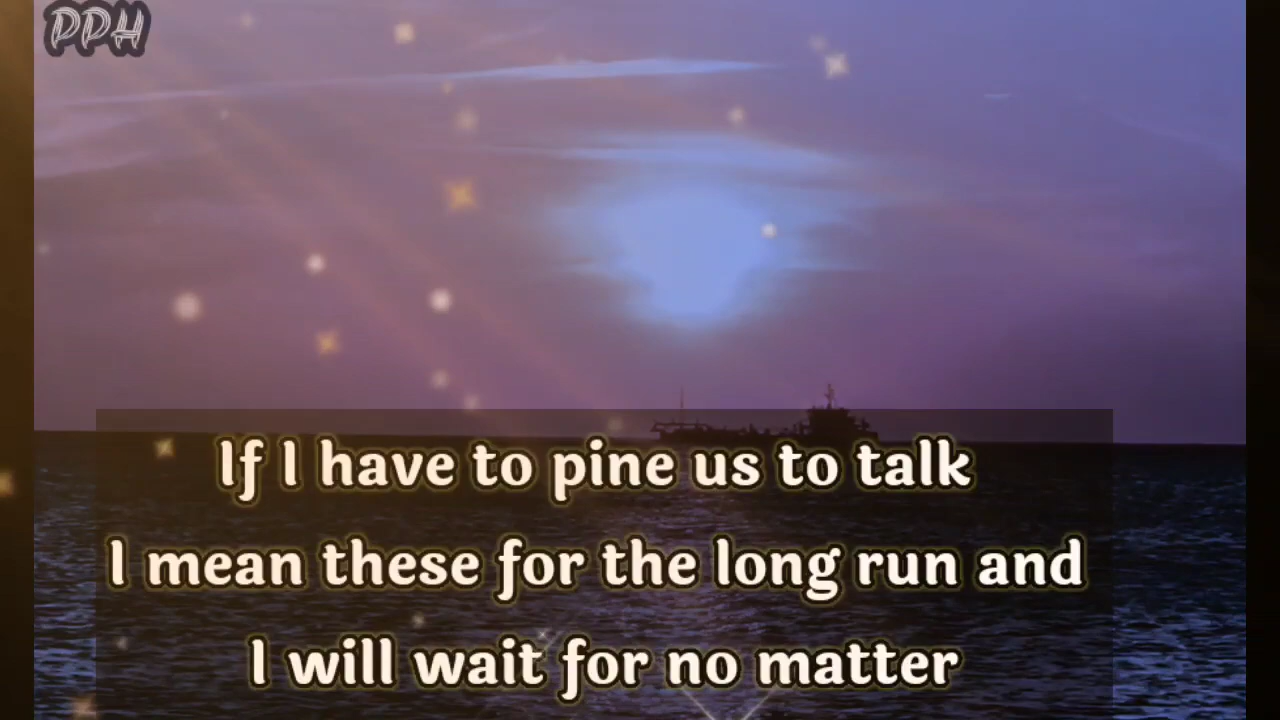 PPH
If I have to pine us to talk
I mean these for the long run and
I will wait for no matter